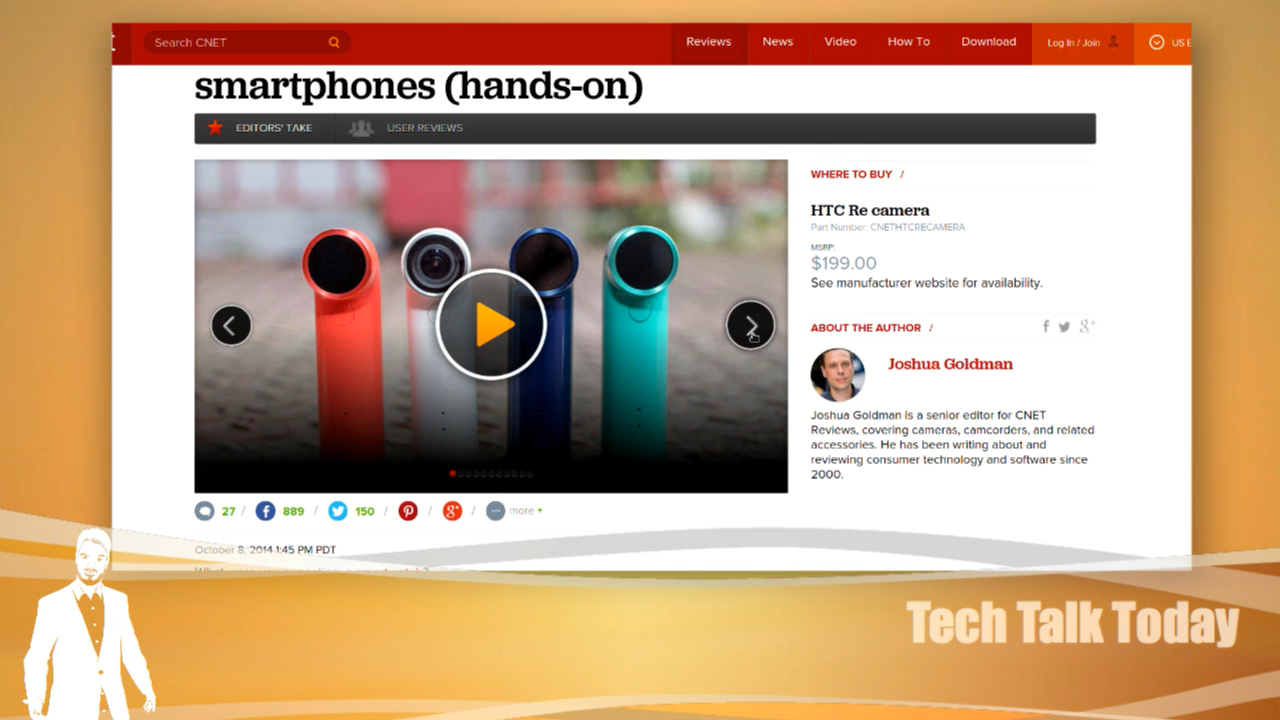 Search CNET
Reviews
News
Video
How To
Download
Log In / Join
US E
smartphones (hands-on)
EDITORS' TAKE
USER REVIEWS
WHERE TO BUY /
HTC Re camera
Part Number: CNETHTCRECAMERA
MSRP:
$199.00
See manufacturer website for availability.
ABOUT THE AUTHOR /
f
g+
Joshua Goldman
Joshua Goldman is a senior editor for CNET
Reviews, covering cameras, camcorders, and related
accessories. He has been writing about and
reviewing consumer technology and software since
2000.
27 / f 889 / 150 / / g+ / more +
October 8, 2014 1:45 PM PDT
Tech Talk Today